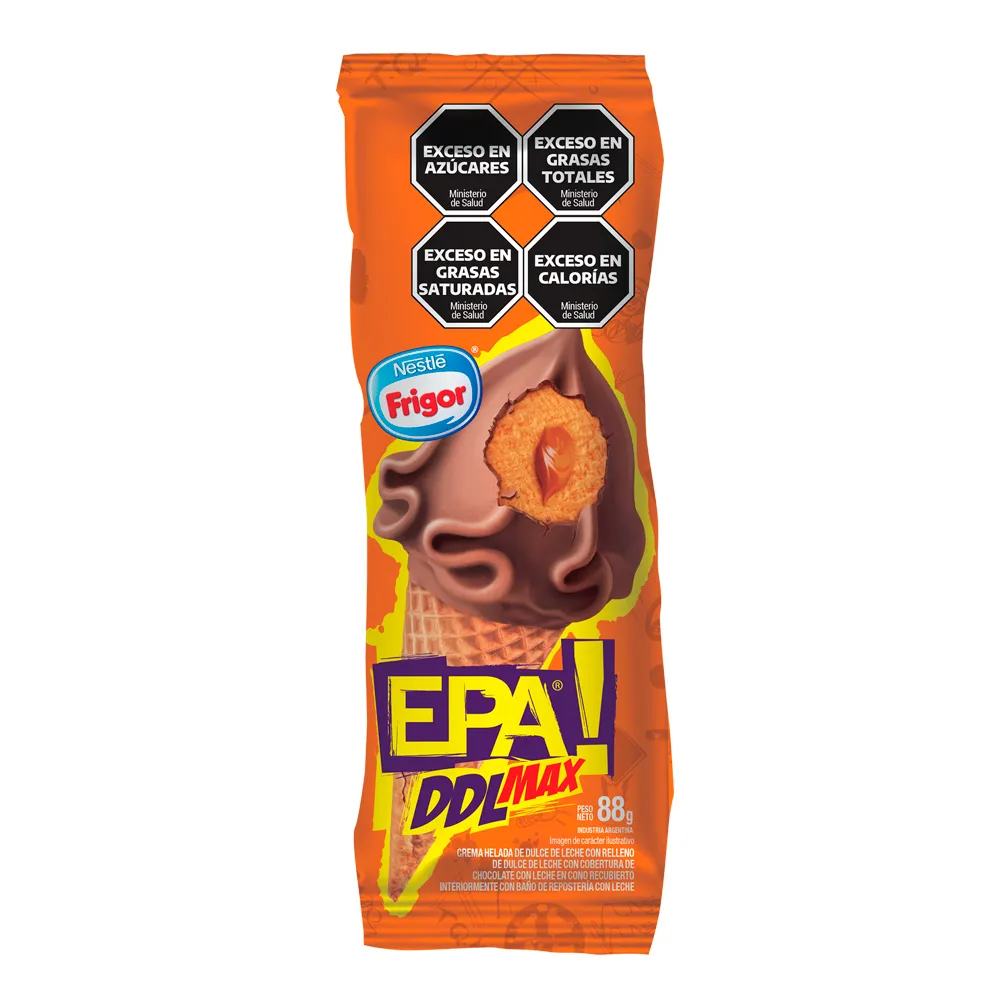 EXCESO EN
AZÚCARES
Ministerio
de Salud
EXCESO EN
GRASAS
TOTALES
Ministerio
de Salud
EXCESO EN
GRASAS
SATURADAS
Ministerio
de Salud
EXCESO EN
CALORÍAS
Ministerio
de Salud
Nestlé®
Frigor
EPA®!
DDL MAX
PESO
NETO 88g
INDUSTRIA ARGENTINA
Imagen de carácter ilustrativo
CREMA HELADA DE DULCE DE LECHE CON RELLENO
DE DULCE DE LECHE CON COBERTURA DE
CHOCOLATE CON LECHE EN CONO RECUBIERTO
INTERIORMENTE CON BAÑO DE REPOSTERÍA CON LECHE